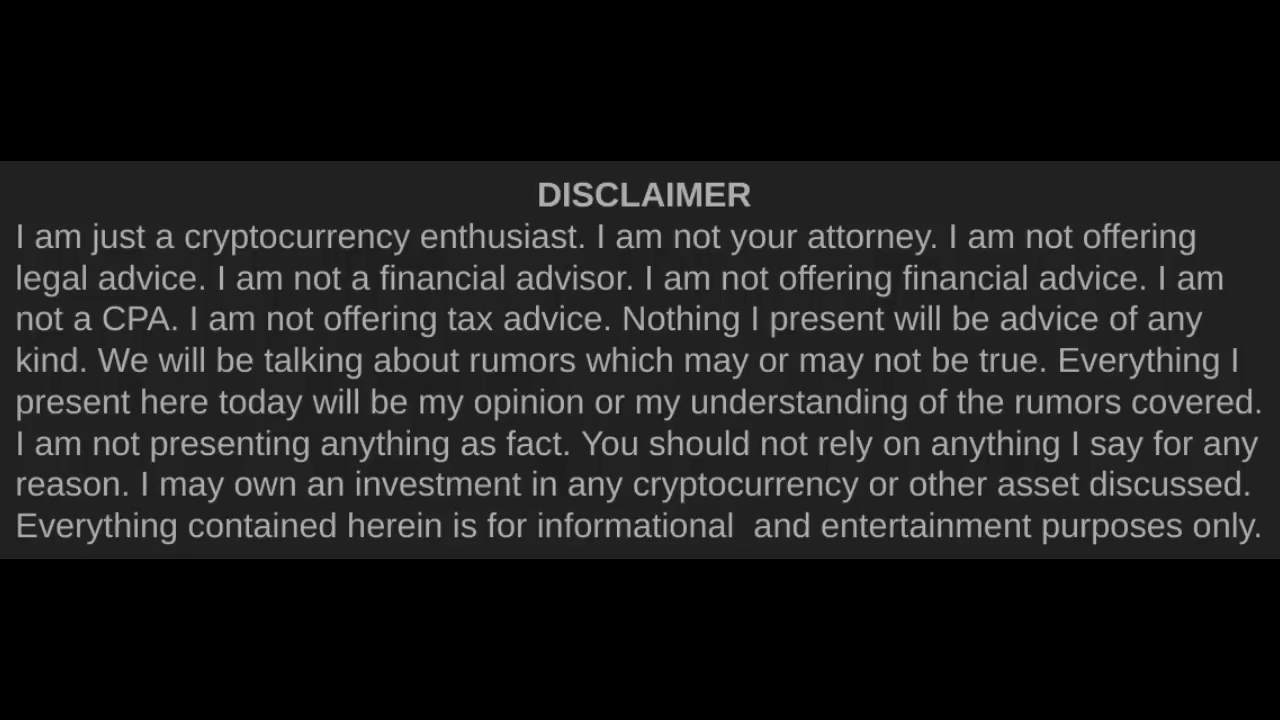 DISCLAIMER
I am just a cryptocurrency enthusiast. I am not your attorney. I am not offering
legal advice. I am not a financial advisor. I am not offering financial advice. I am
not a CPA. I am not offering tax advice. Nothing I present will be advice of any
kind. We will be talking about rumors which may or may not be true. Everything I
present here today will be my opinion or my understanding of the rumors covered.
I am not presenting anything as fact. You should not rely on anything I say for any
reason. I may own an investment in any cryptocurrency or other asset discussed.
Everything contained herein is for informational  and entertainment purposes only.